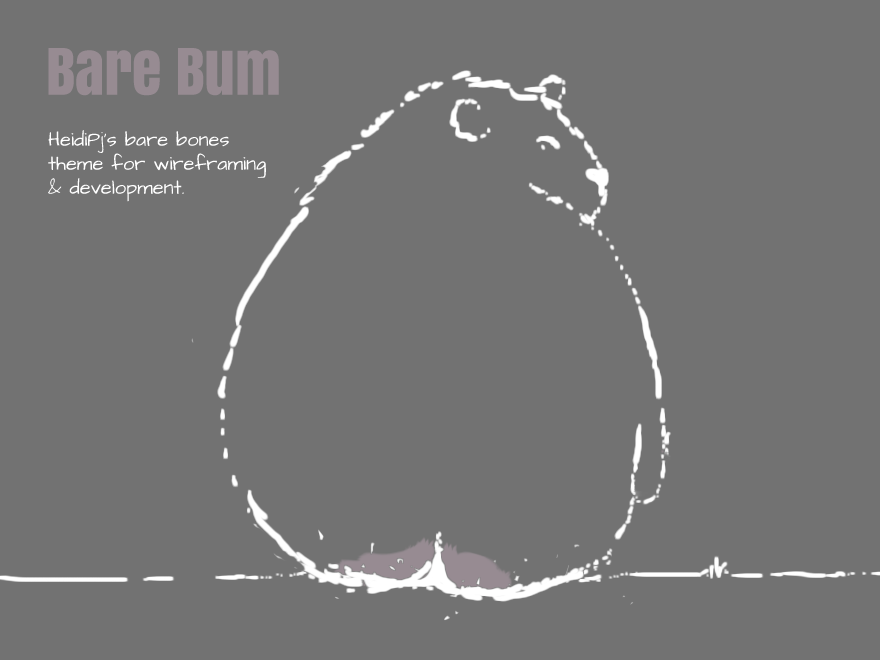 Bare Bum
HeidiPj's bare bones
theme for wireframing
& development.